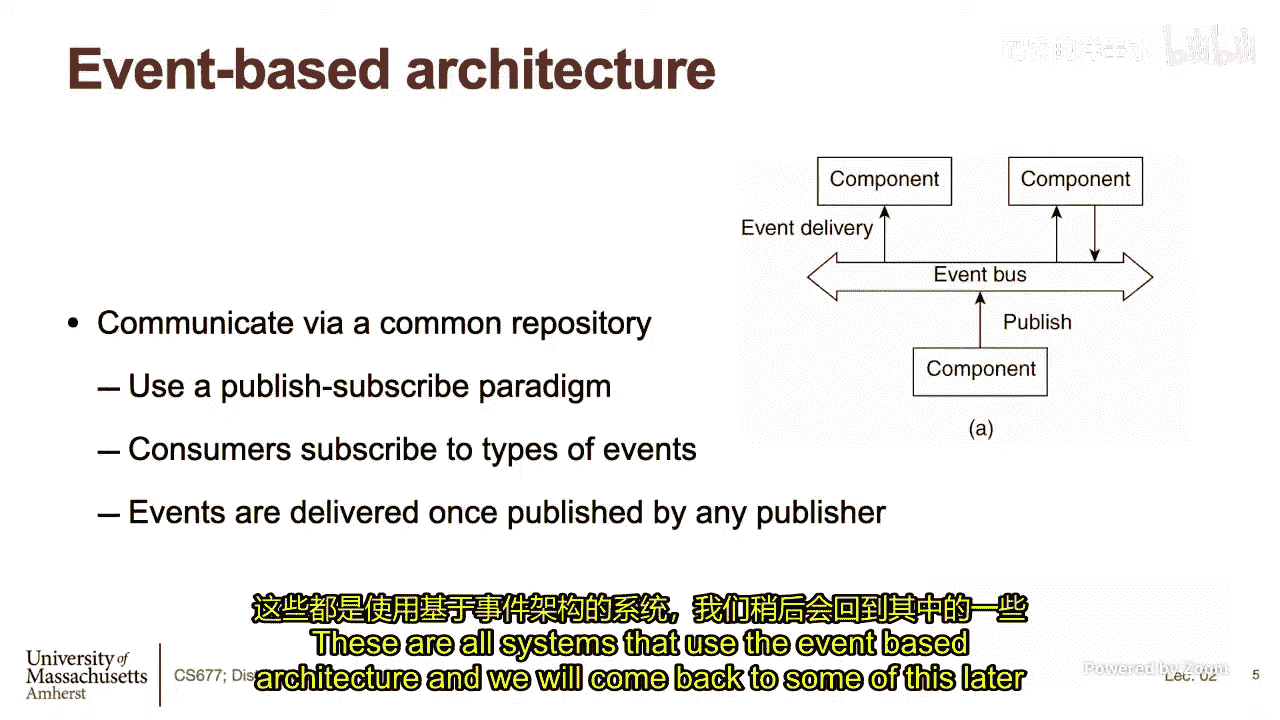 Event-based architecture
bilibili
Component
Component
Event delivery
Event bus
Publish
Component
(a)
• Communicate via a common repository
– Use a publish-subscribe paradigm
– Consumers subscribe to types of events
– Events are delivered once published by any publisher
这些都是使用基于事件架构的系统，我们稍后会回到其中的一些
These are all systems that use the event based
architecture and we will come back to some of this later
University of
Massachusetts
Amherst
CS677;
Powered by Zoom
Lec. 02
5